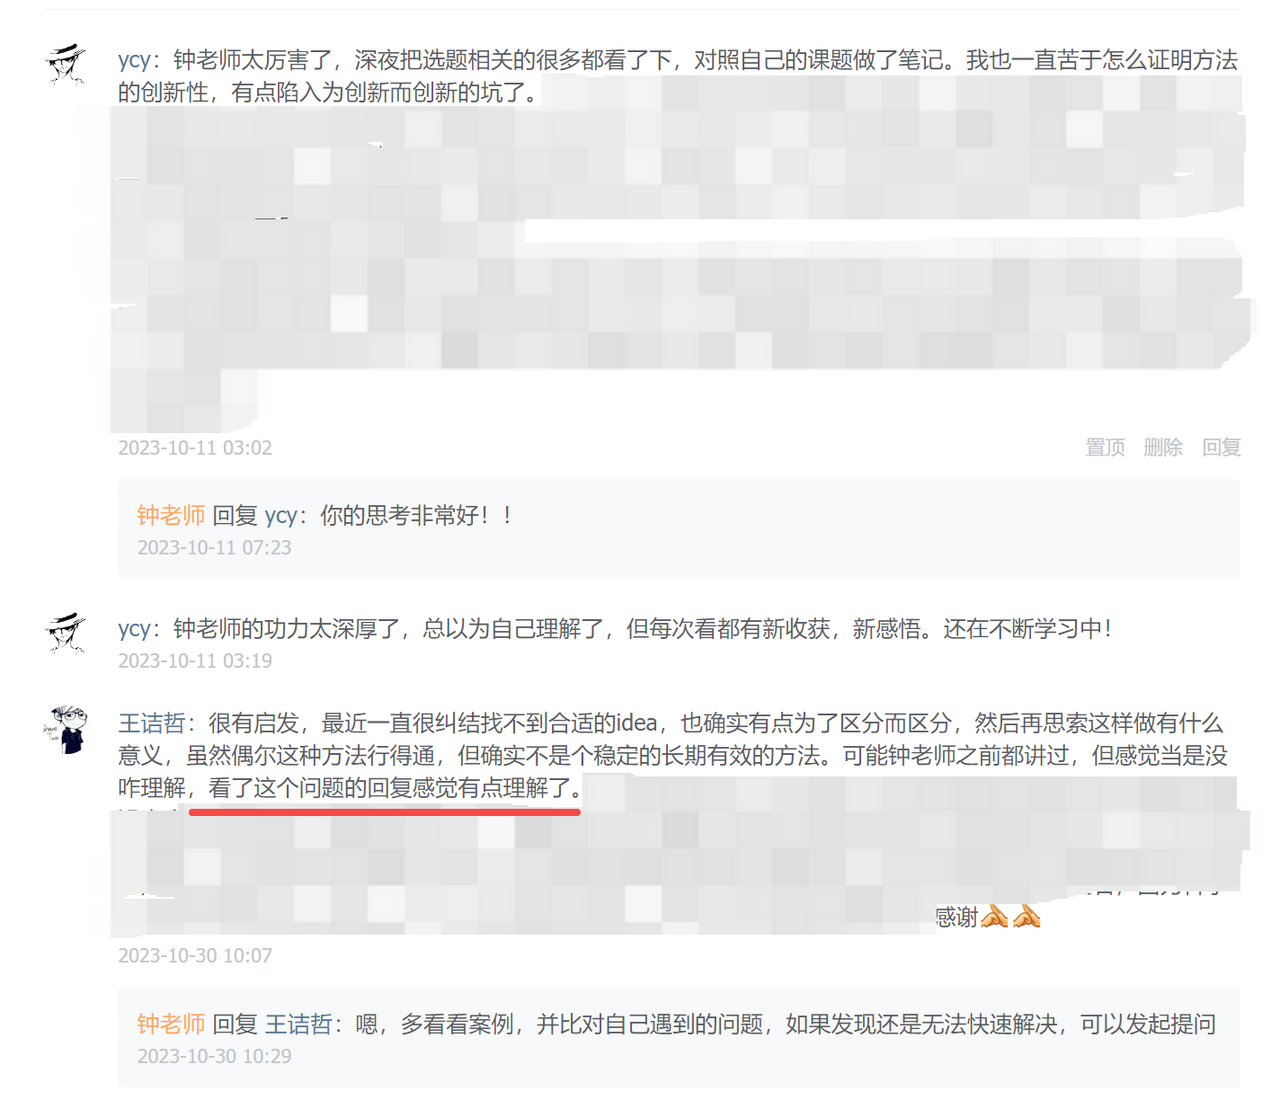 ycy：钟老师太厉害了，深夜把选题相关的很多都看了下，对照自己的课题做了笔记。我也一直苦于怎么证明方法
的创新性，有点陷入为创新而创新的坑了。
2023-10-11 03:02
置顶 删除 回复
钟老师 回复 ycy：你的思考非常好！！
2023-10-11 07:23
ycy：钟老师的功力太深厚了，总以为自己理解了，但每次看都有新收获，新感悟。还在不断学习中！
2023-10-11 03:19
王诘哲：很有启发，最近一直很纠结找不到合适的idea，也确实有点为了区分而区分，然后再思索这样做有什么
意义，虽然偶尔这种方法行得通，但确实不是个稳定的长期有效的方法。可能钟老师之前都讲过，但感觉当是没
咋理解，看了这个问题的回复感觉有点理解了。
感谢
2023-10-30 10:07
钟老师 回复 王诘哲：嗯，多看看案例，并比对自己遇到的问题，如果发现还是无法快速解决，可以发起提问
2023-10-30 10:29